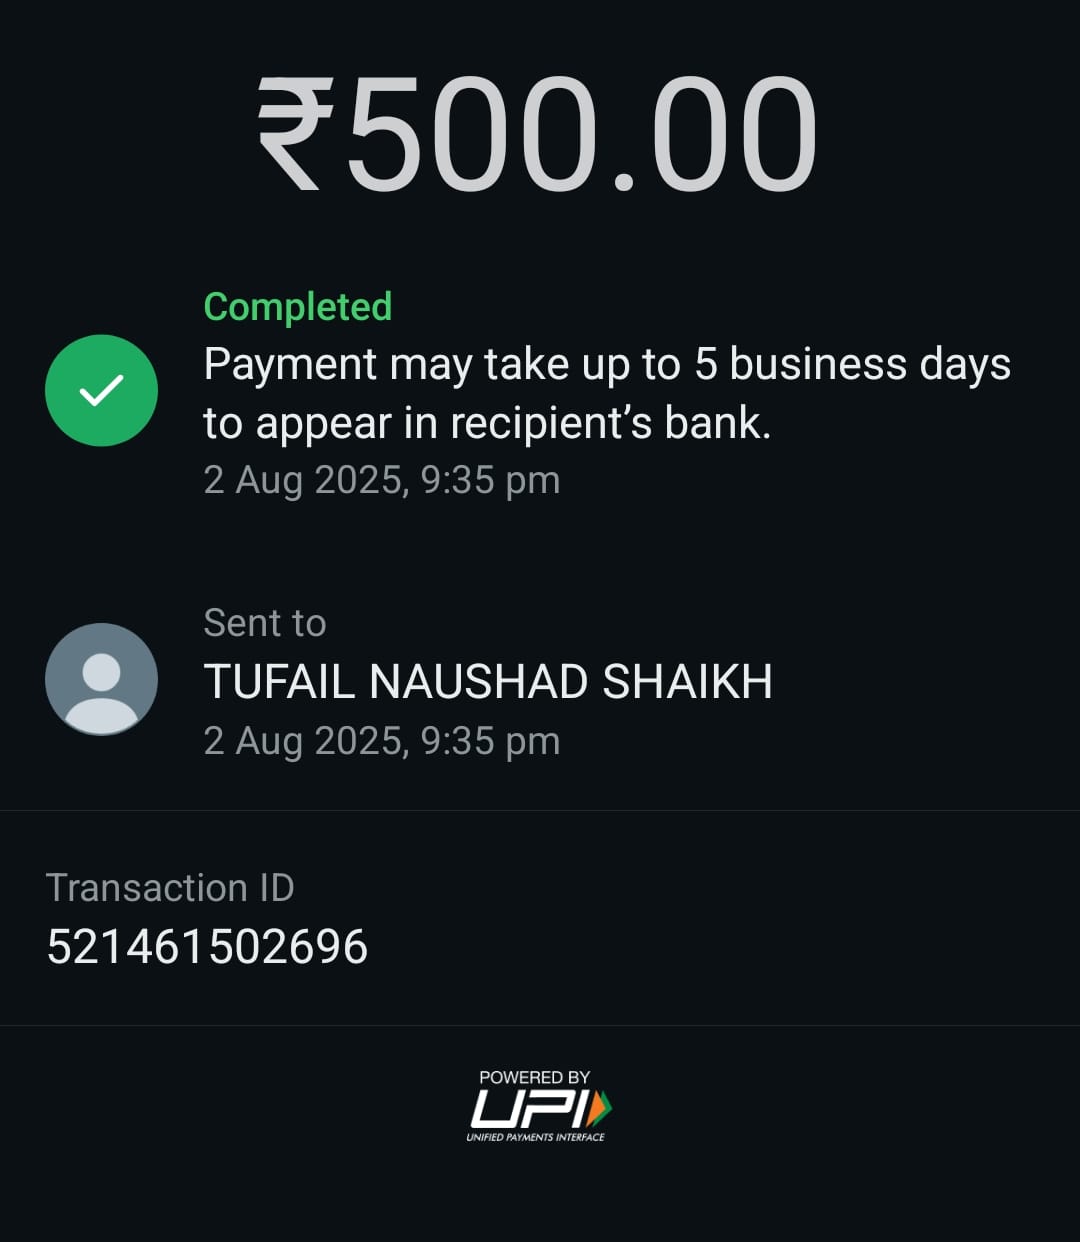 ₹500.00
Completed
Payment may take up to 5 business days
to appear in recipient’s bank.
2 Aug 2025, 9:35 pm
Sent to
TUFAIL NAUSHAD SHAIKH
2 Aug 2025, 9:35 pm
Transaction ID
521461502696
POWERED BY
UPI
UNIFIED PAYMENTS INTERFACE